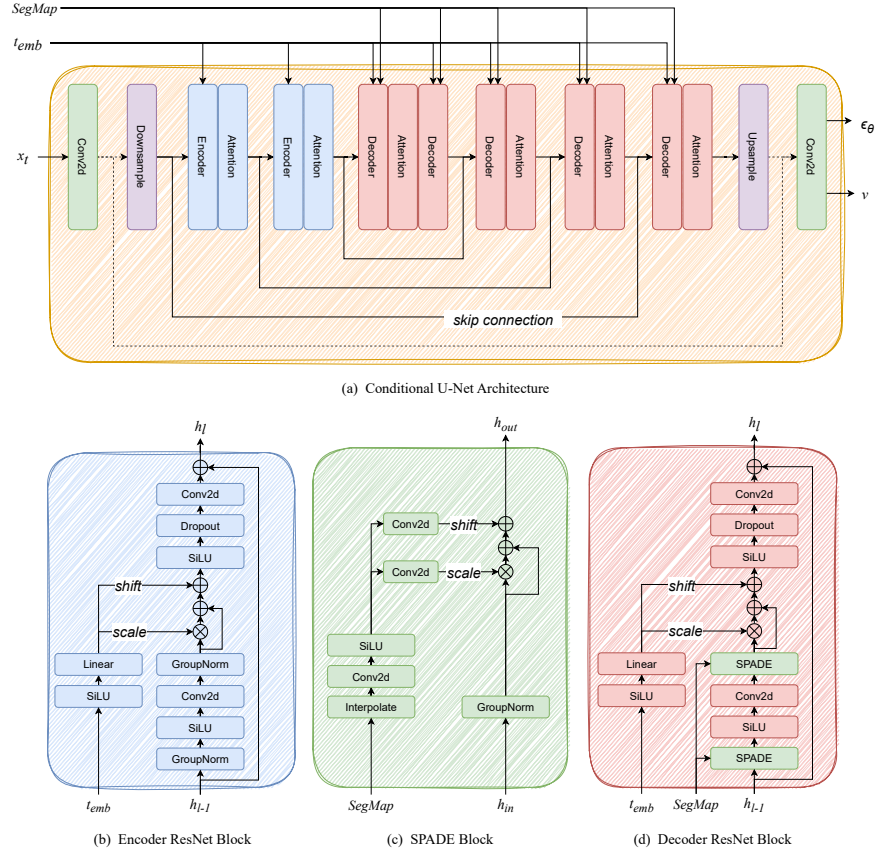 SegMap
t_emb
x_t
Conv2d
Downsample
Encoder
Attention
Encoder
Attention
Decoder
Attention
Decoder
Decoder
Attention
Decoder
Attention
Decoder
Attention
Upsample
Conv2d
ϵ_θ
v
skip connection
(a) Conditional U-Net Architecture
h_l
Conv2d
Dropout
SiLU
shift
scale
Linear
GroupNorm
SiLU
Conv2d
SiLU
GroupNorm
t_emb
h_{l-1}
(b) Encoder ResNet Block
h_out
Conv2d
shift
Conv2d
scale
SiLU
Conv2d
Interpolate
GroupNorm
SegMap
h_in
(c) SPADE Block
h_l
Conv2d
Dropout
SiLU
shift
scale
Linear
SPADE
SiLU
Conv2d
SiLU
SPADE
t_emb
SegMap
h_{l-1}
(d) Decoder ResNet Block